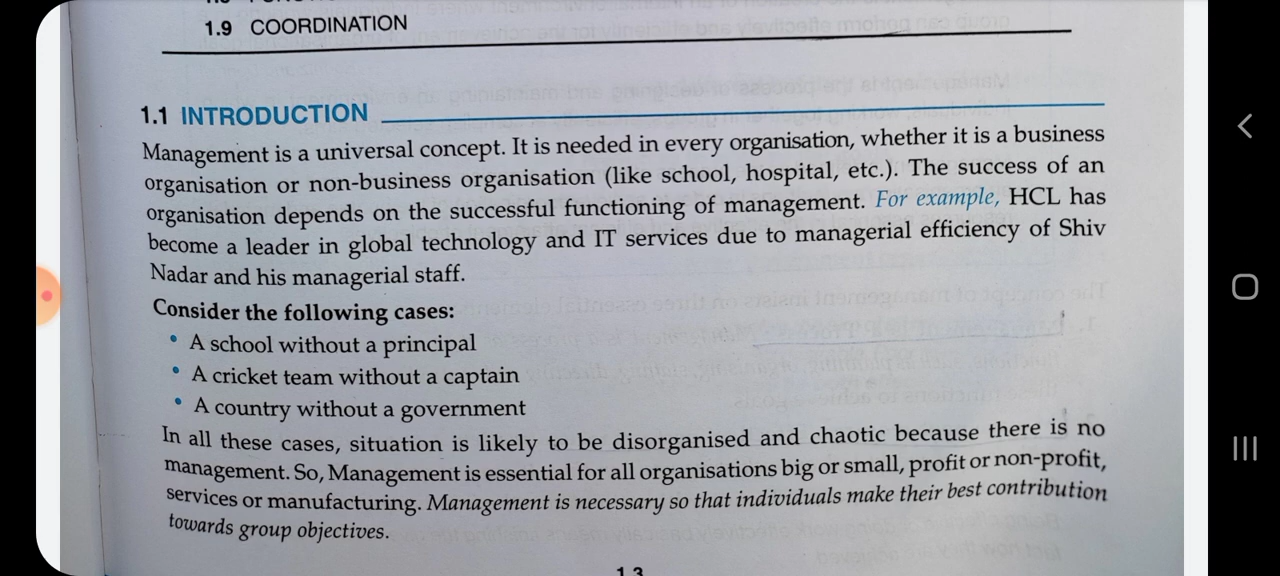 1.9 COORDINATION
1.1 INTRODUCTION
Management is a universal concept. It is needed in every organisation, whether it is a business
organisation or non-business organisation (like school, hospital, etc.). The success of an
organisation depends on the successful functioning of management. For example, HCL has
become a leader in global technology and IT services due to managerial efficiency of Shiv
Nadar and his managerial staff.
Consider the following cases:
• A school without a principal
• A cricket team without a captain
• A country without a government
In all these cases, situation is likely to be disorganised and chaotic because there is no
management. So, Management is essential for all organisations big or small, profit or non-profit,
services or manufacturing. Management is necessary so that individuals make their best contribution
towards group objectives.
1.3